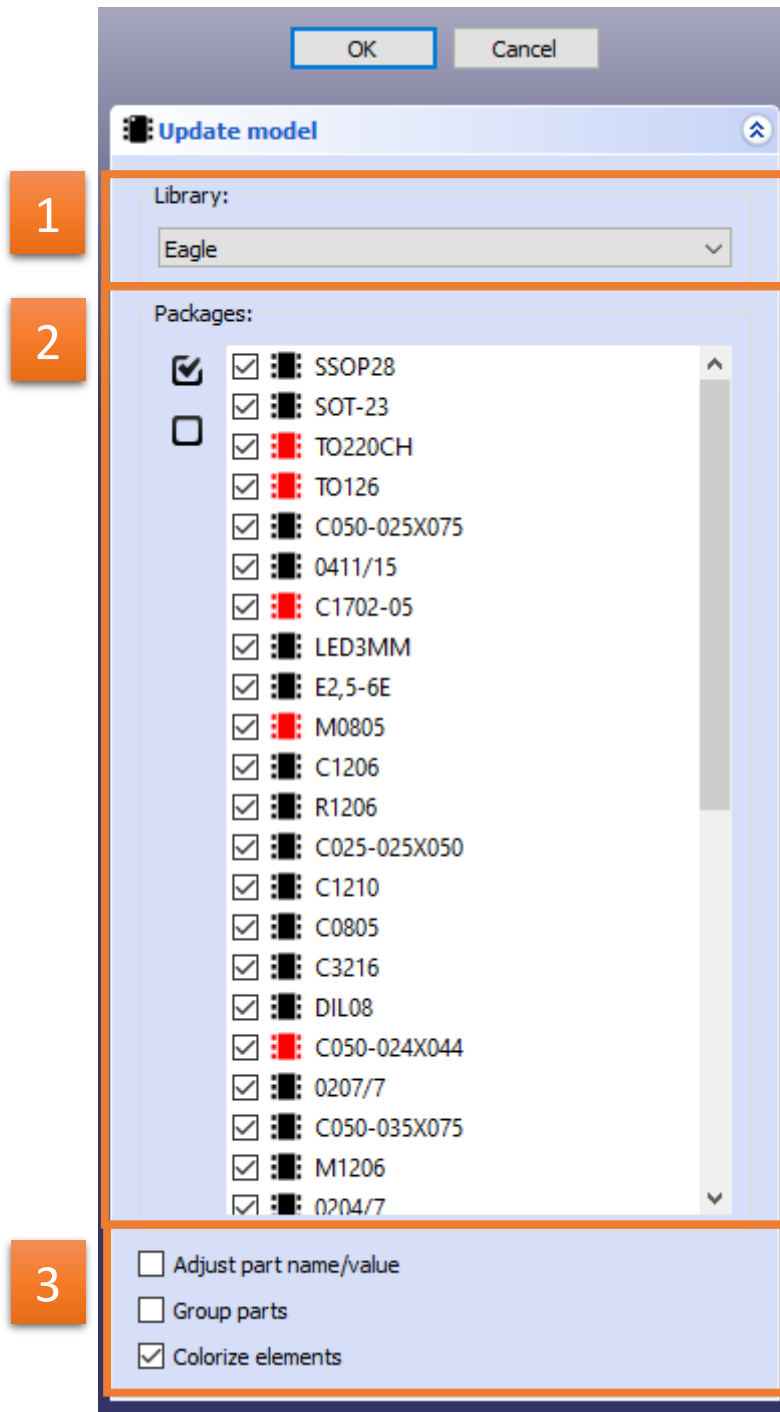 OK Cancel
Update model
1
Library:
Eagle
2
Packages:
SSOP28
SOT-23
TO220CH
TO126
C050-025X075
0411/15
C1702-05
LED3MM
E2,5-6E
M0805
C1206
R1206
C025-025X050
C1210
C0805
C3216
DIL08
C050-024X044
0207/7
C050-035X075
M1206
0204/7
3
Adjust part name/value
Group parts
Colorize elements